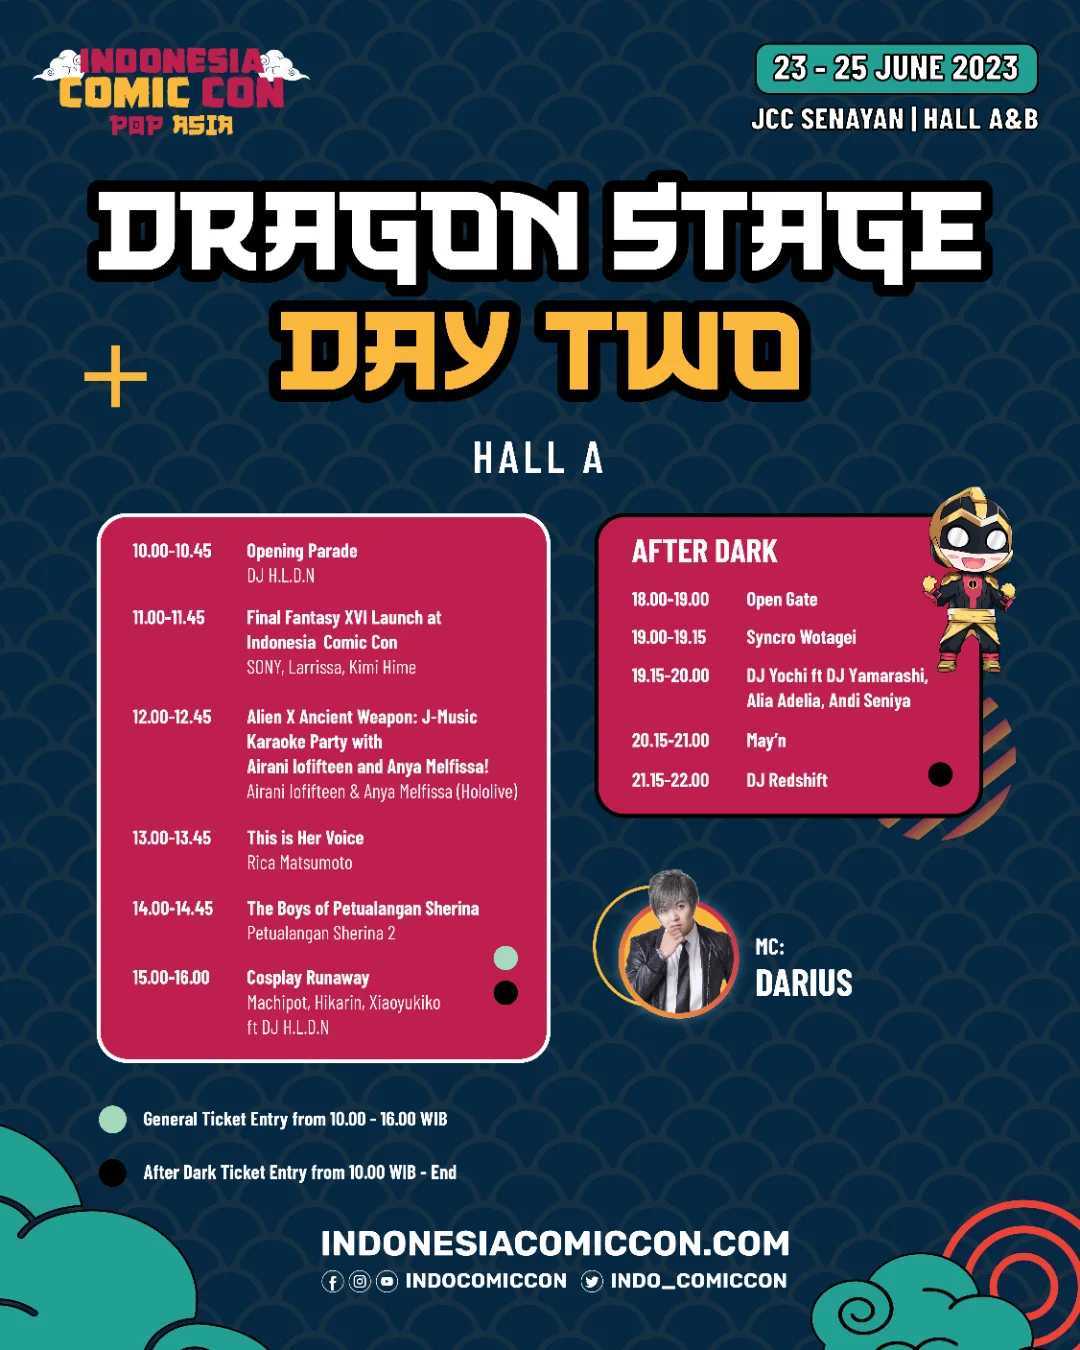 INDONESIA
COMIC CON
POP ASIA
23 - 25 JUNE 2023
JCC SENAYAN | HALL A&B
DRAGON STAGE
DAY TWO
HALL A
10.00-10.45 Opening Parade
DJ H.L.D.N
11.00-11.45 Final Fantasy XVI Launch at
Indonesia Comic Con
SONY, Larrissa, Kimi Hime
12.00-12.45 Alien X Ancient Weapon: J-Music
Karaoke Party with
Airani Iofifteen and Anya Melfissa!
Airani Iofifteen & Anya Melfissa (Hololive)
13.00-13.45 This is Her Voice
Rica Matsumoto
14.00-14.45 The Boys of Petualangan Sherina
Petualangan Sherina 2
15.00-16.00 Cosplay Runaway
Machipot, Hikarin, Xiaoyukiko
ft DJ H.L.D.N
AFTER DARK
18.00-19.00 Open Gate
19.00-19.15 Syncro Wotagei
19.15-20.00 DJ Yochi ft DJ Yamarashi,
Alia Adelia, Andi Seniya
20.15-21.00 May'n
21.15-22.00 DJ Redshift
MC:
DARIUS
General Ticket Entry from 10.00 - 16.00 WIB
After Dark Ticket Entry from 10.00 WIB - End
INDONESIACOMICCON.COM
INDOCOMICCON INDO_COMICCON